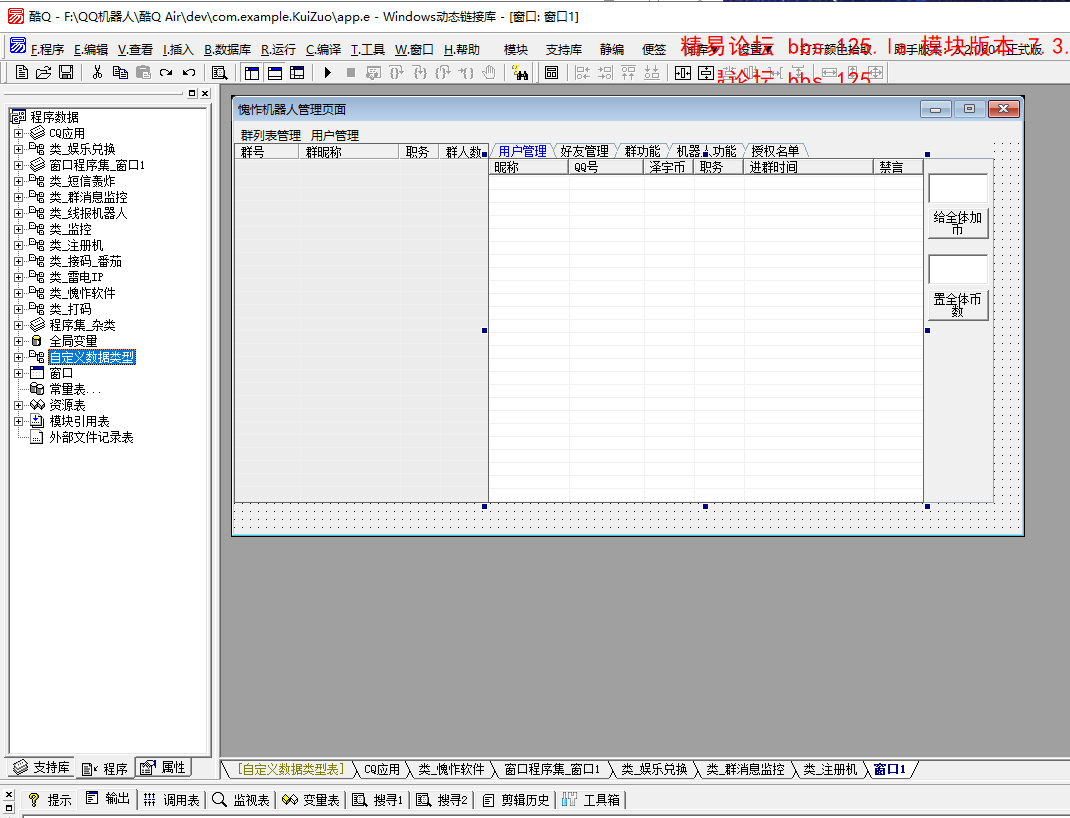 酷Q - F:\QQ机器人\酷Q Air\dev\com.example.KuiZuo\app.e - Windows动态链接库 - [窗口: 窗口1]
F.程序 E.编辑 V.查看 I.插入 B.数据库 R.运行 C.编译 T.工具 W.窗口 H.帮助 模块 支持库 静编 便签
精易论坛 bbs.125.la 模块版本 7.3.
程序数据
CQ应用
类_娱乐兑换
窗口程序集_窗口1
类_短信轰炸
类_群消息监控
类_线报机器人
类_监控
类_注册机
类_接码_番茄
类_雷电IP
类_愧怍软件
类_打码
程序集_杂类
全局变量
自定义数据类型
窗口
常量表...
资源表
模块引用表
外部文件记录表
支持库 程序 属性
愧怍机器人管理页面
群列表管理 用户管理
群号 群昵称 职务 群人数
用户管理 好友管理 群功能 机器人功能 授权名单
昵称 QQ号 泽宇币 职务 进群时间 禁言
给全体加
币
置全体币
数
[自定义数据类型表] CQ应用 类_愧怍软件 窗口程序集_窗口1 类_娱乐兑换 类_群消息监控 类_注册机 窗口1
提示 输出 调用表 监视表 变量表 搜寻1 搜寻2 剪辑历史 工具箱